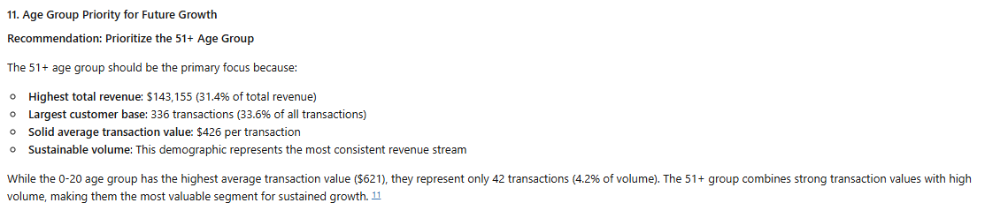 11. Age Group Priority for Future Growth
Recommendation: Prioritize the 51+ Age Group
The 51+ age group should be the primary focus because:
Highest total revenue: $143,155 (31.4% of total revenue)
Largest customer base: 336 transactions (33.6% of all transactions)
Solid average transaction value: $426 per transaction
Sustainable volume: This demographic represents the most consistent revenue stream
While the 0-20 age group has the highest average transaction value ($621), they represent only 42 transactions (4.2% of volume). The 51+ group combines strong transaction values with high
volume, making them the most valuable segment for sustained growth. 11